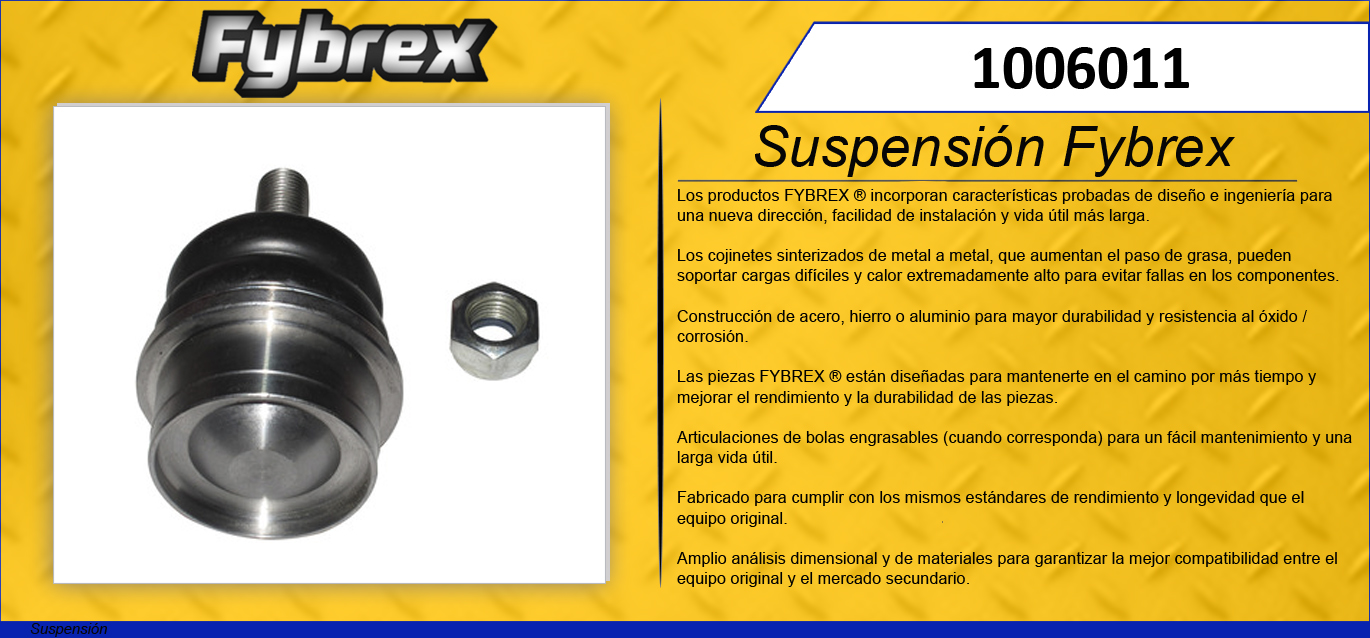 Fybrex
1006011
Suspensión Fybrex
Los productos FYBREX ® incorporan características probadas de diseño e ingeniería para
una nueva dirección, facilidad de instalación y vida útil más larga.
Los cojinetes sinterizados de metal a metal, que aumentan el paso de grasa, pueden
soportar cargas difíciles y calor extremadamente alto para evitar fallas en los componentes.
Construcción de acero, hierro o aluminio para mayor durabilidad y resistencia al óxido /
corrosión.
Las piezas FYBREX ® están diseñadas para mantenerte en el camino por más tiempo y
mejorar el rendimiento y la durabilidad de las piezas.
Articulaciones de bolas engrasables (cuando corresponda) para un fácil mantenimiento y una
larga vida útil.
Fabricado para cumplir con los mismos estándares de rendimiento y longevidad que el
equipo original.
Amplio análisis dimensional y de materiales para garantizar la mejor compatibilidad entre el
equipo original y el mercado secundario.
Suspensión